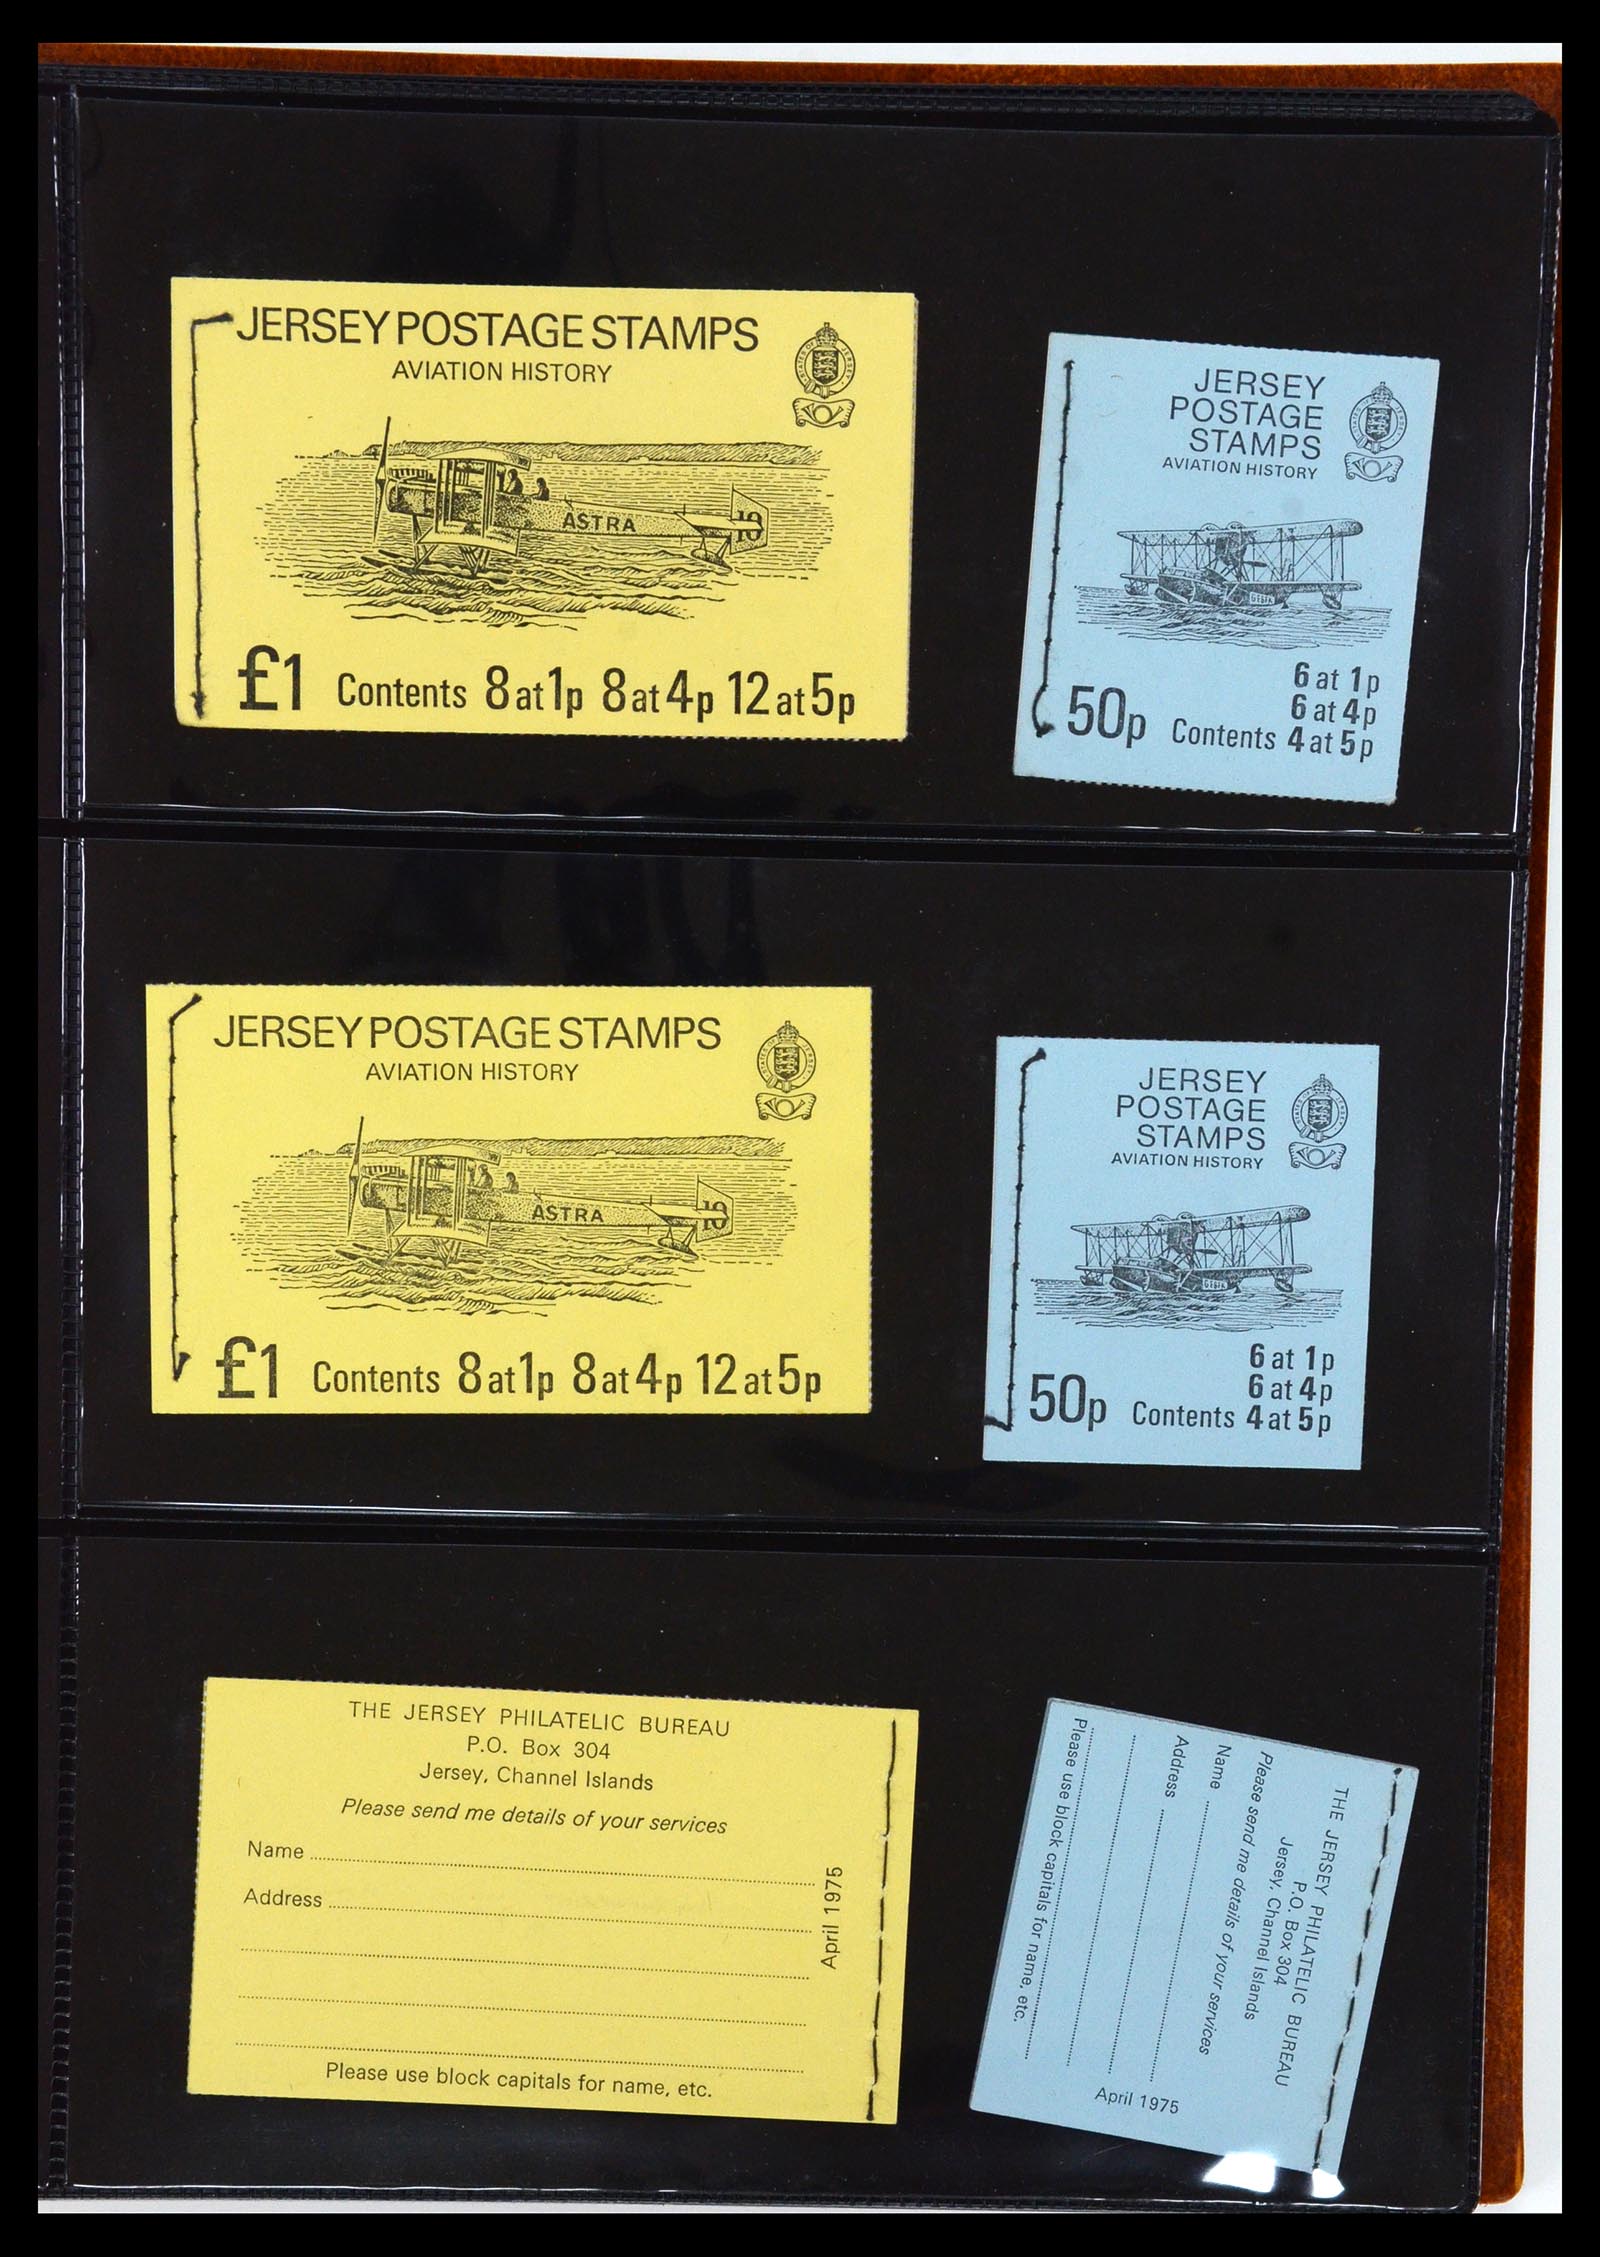 JERSEY POSTAGE STAMPS
AVIATION HISTORY
ASTRA
10
£1 Contents 8 at 1p 8 at 4p 12 at 5p
JERSEY
POSTAGE
STAMPS
AVIATION HISTORY
6 at 1p
6 at 4p
50p Contents 4 at 5p
JERSEY POSTAGE STAMPS
AVIATION HISTORY
ASTRA
10
£1 Contents 8 at 1p 8 at 4p 12 at 5p
JERSEY
POSTAGE
STAMPS
AVIATION HISTORY
6 at 1p
6 at 4p
50p Contents 4 at 5p
THE JERSEY PHILATELIC BUREAU
P.O. Box 304
Jersey, Channel Islands
Please send me details of your services
Name
Address
Please use block capitals for name, etc.
April 1975
THE JERSEY PHILATELIC BUREAU
P.O. Box 304
Jersey, Channel Islands
Please send me details of your services
Name
Address
Please use block capitals for name, etc.
April 1975